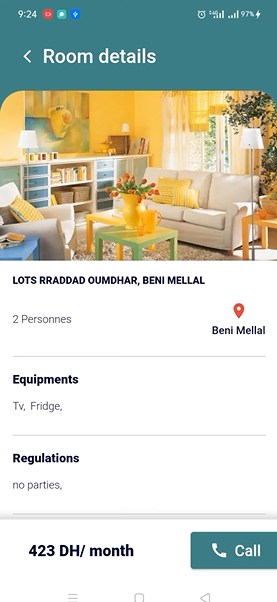 9:24
97%
Room details
LOTS RRADDAD OUMDHAR, BENI MELLAL
2 Personnes
Beni Mellal
Equipments
Tv, Fridge,
Regulations
no parties,
423 DH/ month
Call